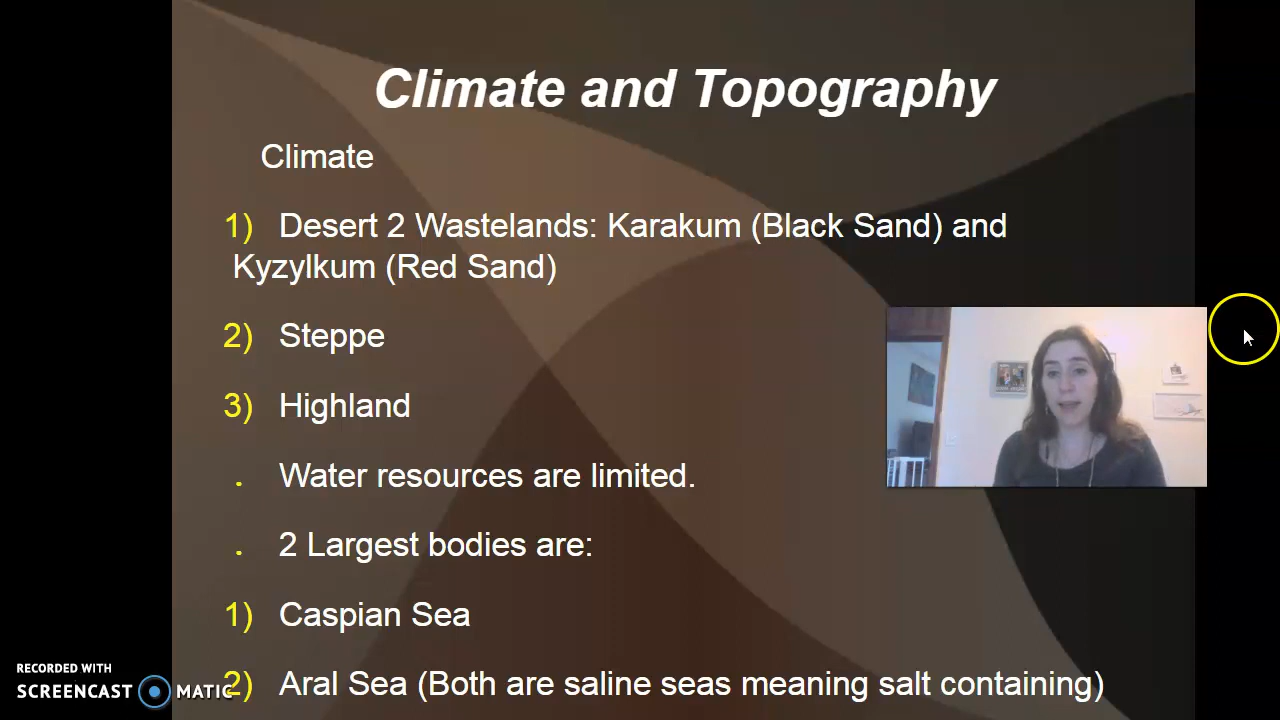 Climate and Topography
Climate
1) Desert 2 Wastelands: Karakum (Black Sand) and
Kyzylkum (Red Sand)
2) Steppe
3) Highland
. Water resources are limited.
. 2 Largest bodies are:
1) Caspian Sea
2) Aral Sea (Both are saline seas meaning salt containing)
RECORDED WITH
SCREENCAST MATIC